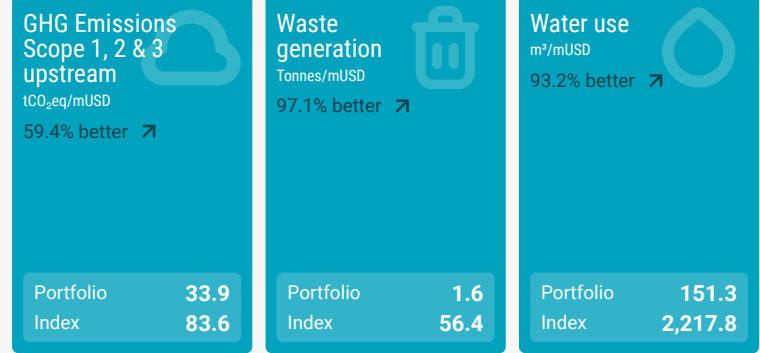 GHG Emissions
Scope 1, 2 & 3
upstream
tCO₂eq/mUSD
59.4% better
Portfolio 33.9
Index 83.6
Waste
generation
Tonnes/mUSD
97.1% better
Portfolio 1.6
Index 56.4
Water use
m³/mUSD
93.2% better
Portfolio 151.3
Index 2,217.8